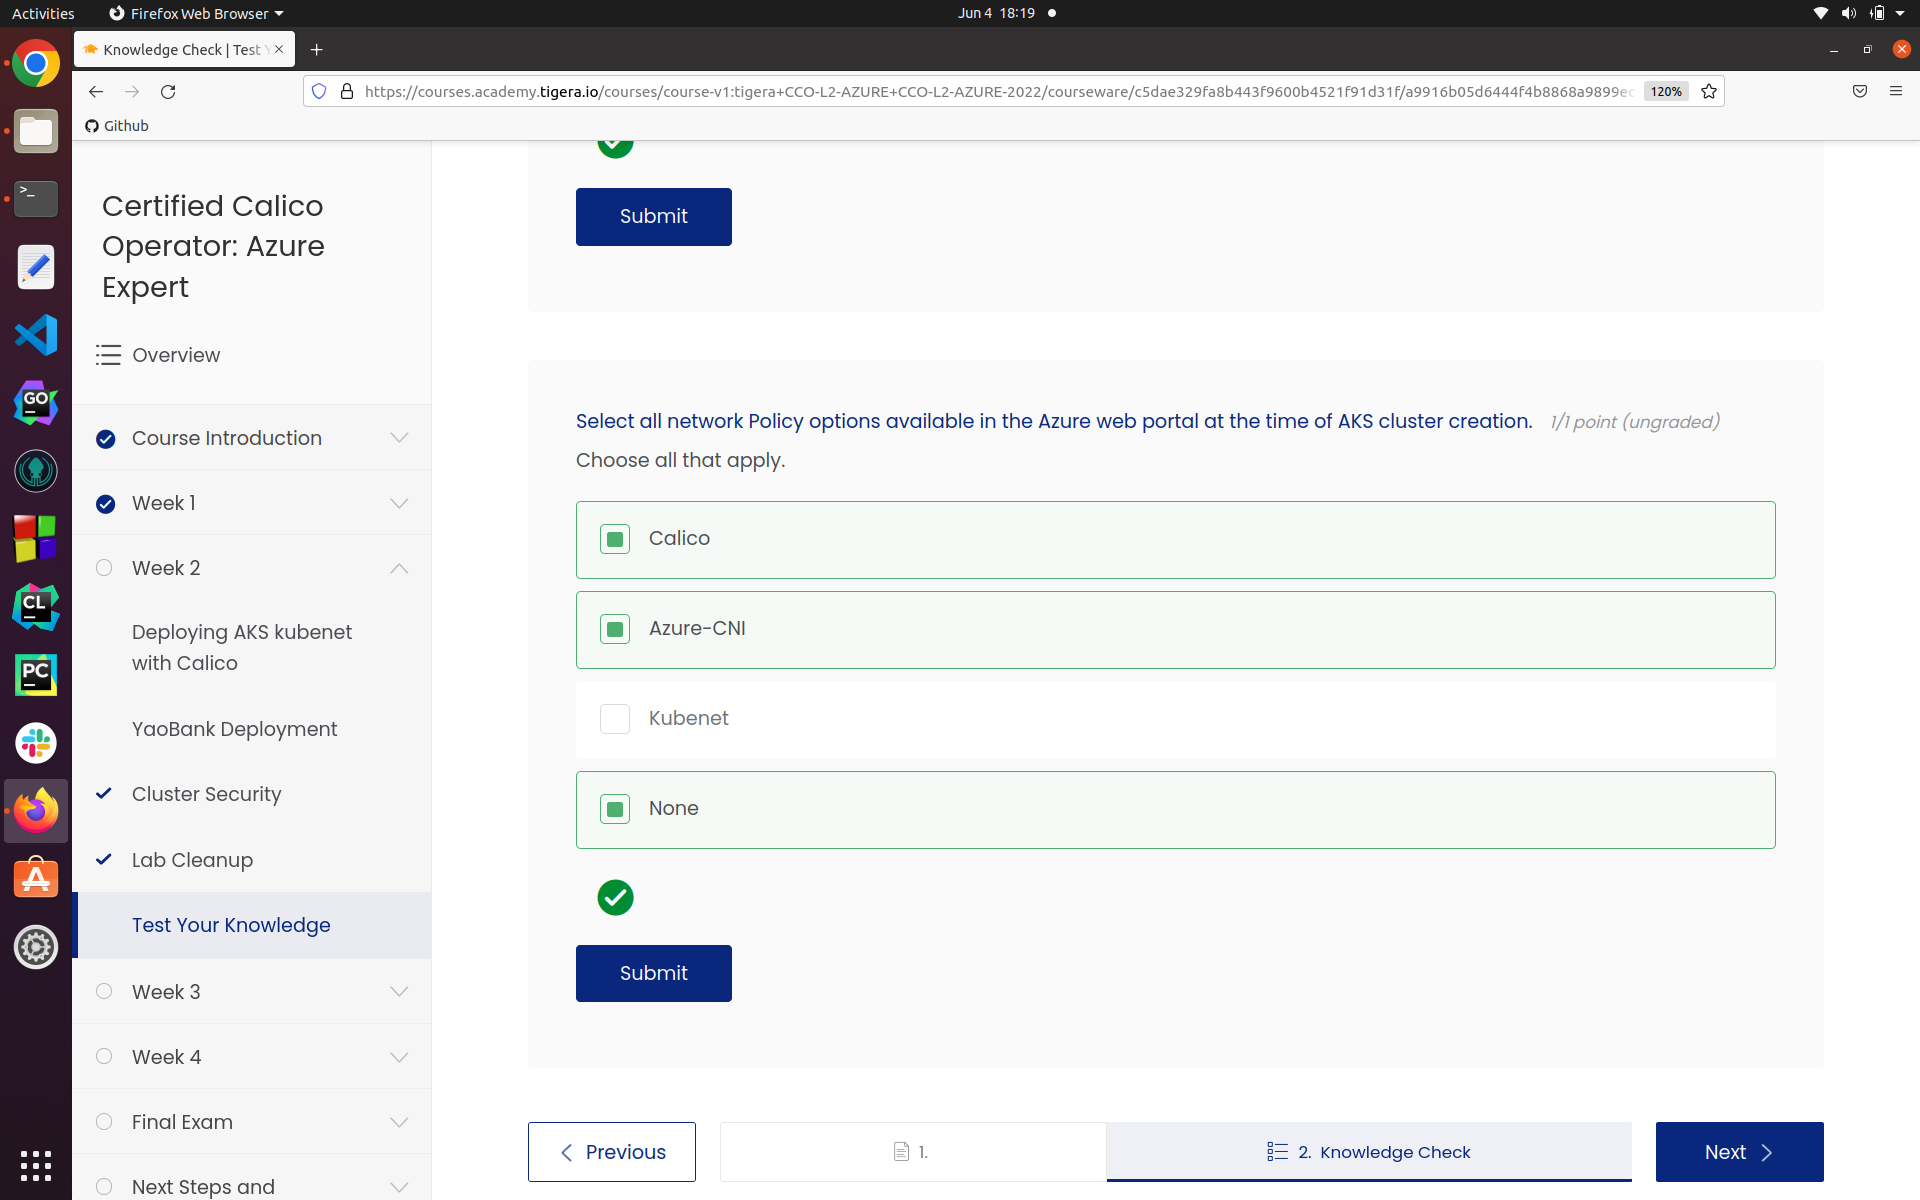 Activities
Firefox Web Browser
Jun 4 18:19
Knowledge Check | Test Y
https://courses.academy.tigera.io/courses/course-v1:tigera+CCO-L2-AZURE+CCO-L2-AZURE-2022/courseware/c5dae329fa8b443f9600b4521f91d31f/a9916b05d6444f4b8868a9899ec
120%
Github
Certified Calico
Operator: Azure
Expert
Overview
Course Introduction
Week 1
Week 2
Deploying AKS kubenet
with Calico
YaoBank Deployment
Cluster Security
Lab Cleanup
Test Your Knowledge
Week 3
Week 4
Final Exam
Next Steps and
Submit
Select all network Policy options available in the Azure web portal at the time of AKS cluster creation. 1/1 point (ungraded)
Choose all that apply.
Calico
Azure-CNI
Kubenet
None
Submit
Previous
1.
2. Knowledge Check
Next
GO
CL
PC